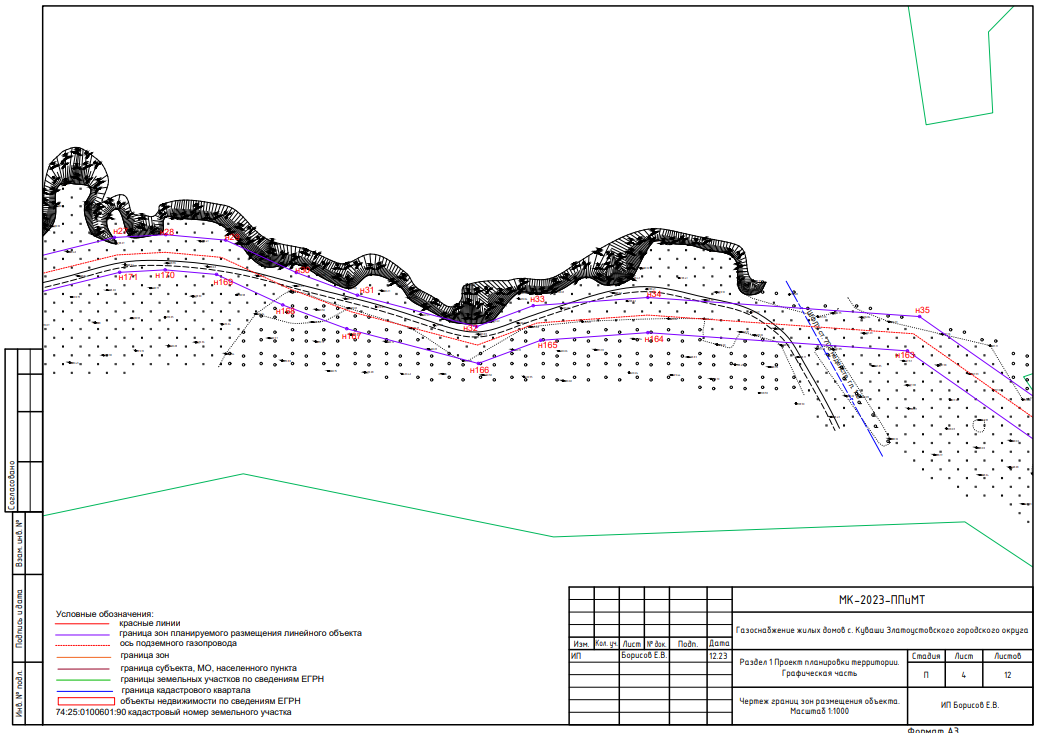 н27
н28
н31
н33
н34
н35
н171
н170
н169
н168
н167
н166
н165
н164
н163
Согласовано
Взам. инв. №
Подпись и дата
Инв. № подл.
Условные обозначения:
красные линии
граница зон планируемого размещения линейного объекта
ось подземного газопровода
граница зон
граница субъекта, МО, населенного пункта
границы земельных участков по сведениям ЕГРН
граница кадастрового квартала
объекты недвижимости по сведениям ЕГРН
74:25:0100601:90 кадастровый номер земельного участка
МК-2023-ППиМТ
Газоснабжение жилых домов с. Куваши Златоустовского городского округа
Изм. Кол. уч. Лист № док. Подп. Дата
ИП Борисов Е.В. 12.23
Раздел 1 Проект планировки территории.
Графическая часть
Стадия Лист Листов
П 4 12
Чертеж границ зон размещения объекта.
Масштаб 1:1000
ИП Борисов Е.В.
Формат А3